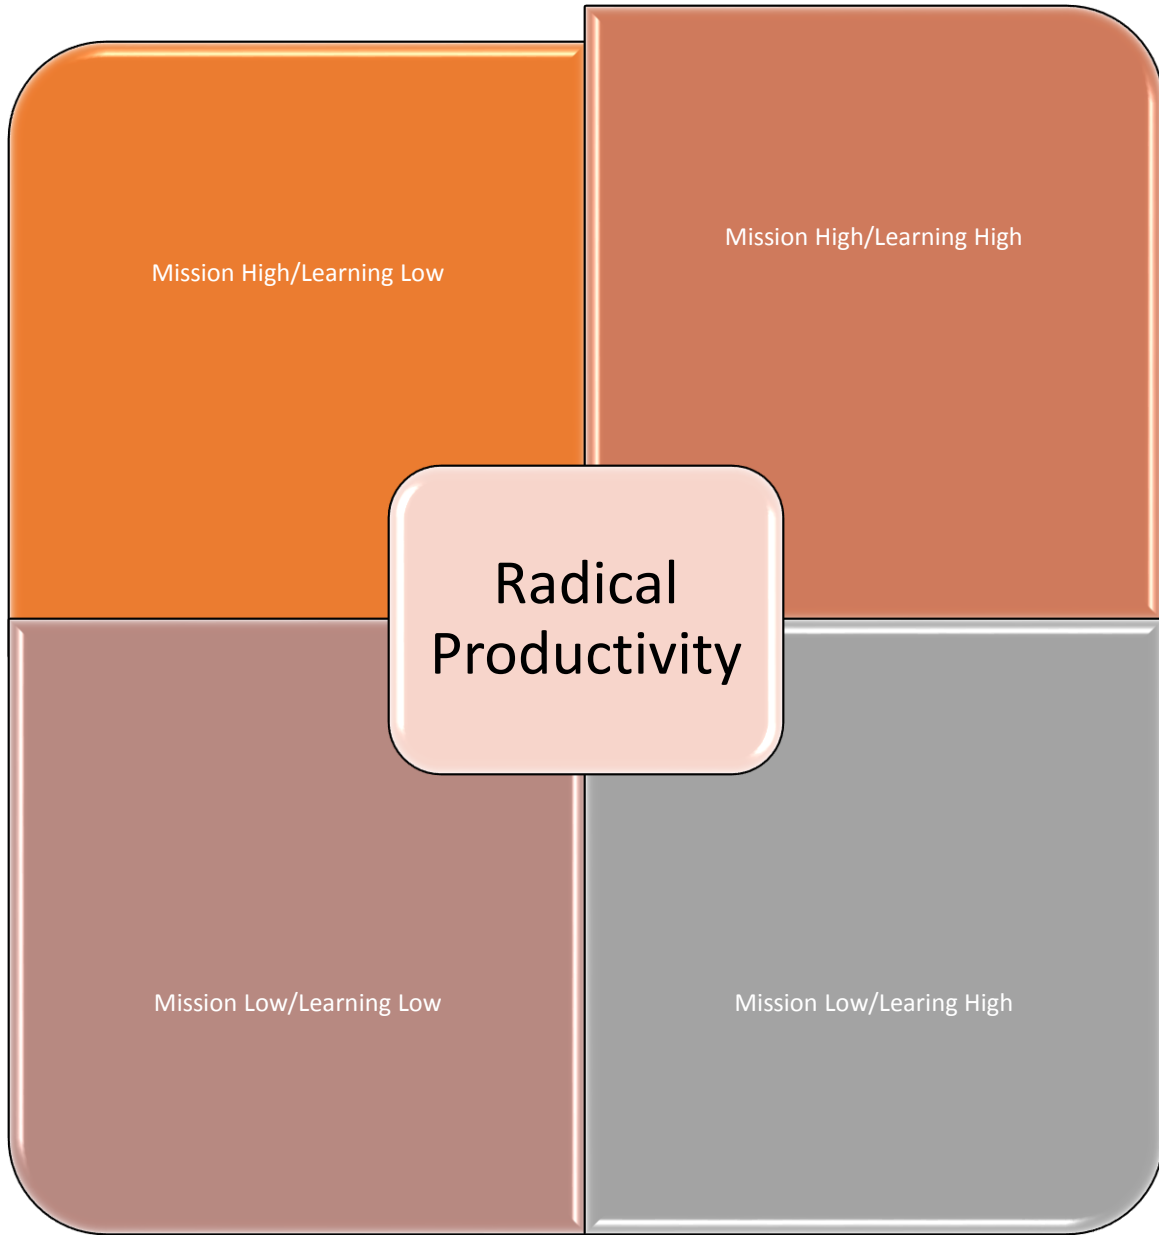 Mission High/Learning Low
Mission High/Learning High
Radical
Productivity
Mission Low/Learning Low
Mission Low/Learing High